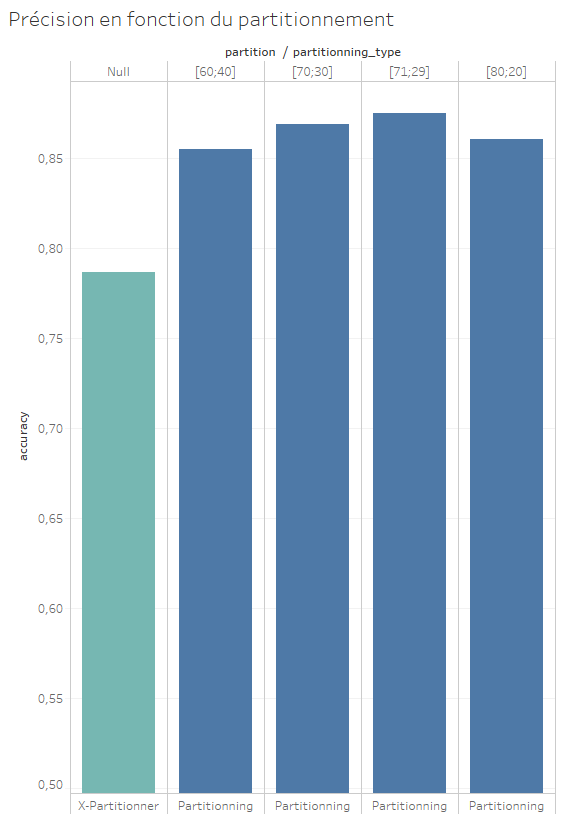 Précision en fonction du partitionnement
partition / partitionning_type
Null [60;40] [70;30] [71;29] [80;20]
0,85
0,80
0,75
0,70
accuracy
0,65
0,60
0,55
0,50
X-Partitionner Partitionning Partitionning Partitionning Partitionning